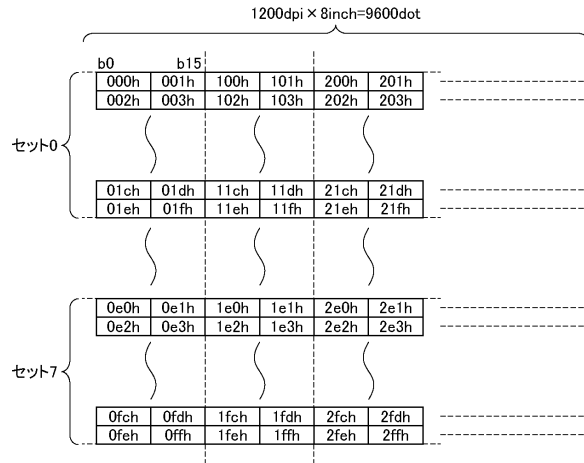 1200dpi×8inch=9600dot
b0 b15
000h 001h 100h 101h 200h 201h
002h 003h 102h 103h 202h 203h
セット0
01ch 01dh 11ch 11dh 21ch 21dh
01eh 01fh 11eh 11fh 21eh 21fh
0e0h 0e1h 1e0h 1e1h 2e0h 2e1h
0e2h 0e3h 1e2h 1e3h 2e2h 2e3h
セット7
0fch 0fdh 1fch 1fdh 2fch 2fdh
0feh 0ffh 1feh 1ffh 2feh 2ffh